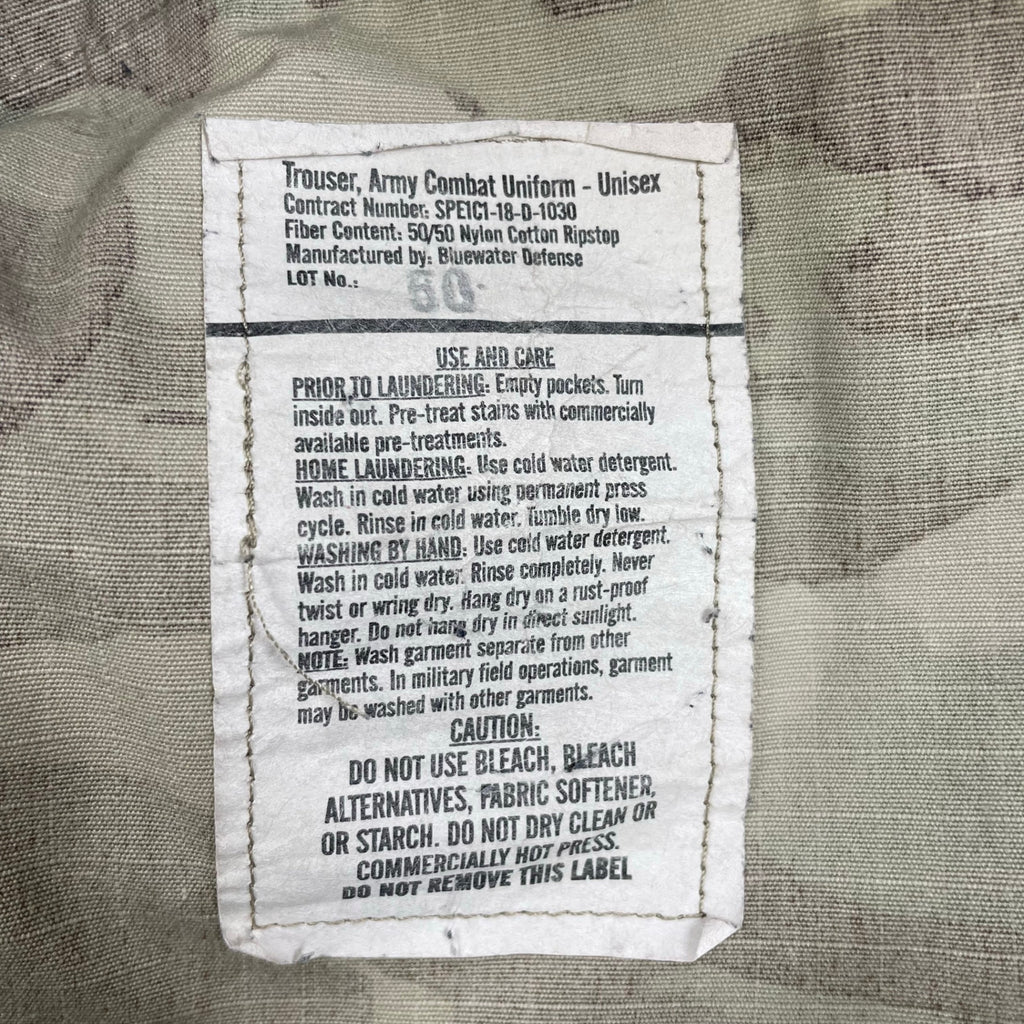 Trouser, Army Combat Uniform - Unisex
Contract Number: SPE1C1-18-D-1030
Fiber Content: 50/50 Nylon Cotton Ripstop
Manufactured by: Bluewater Defense
LOT No.:
USE AND CARE
PRIOR TO LAUNDERING: Empty pockets. Turn
inside out. Pre-treat stains with commercially
available pre-treatments.
HOME LAUNDERING: Use cold water detergent.
Wash in cold water using permanent press
cycle. Rinse in cold water. Tumble dry low.
WASHING BY HAND: Use cold water detergent.
Wash in cold water. Rinse completely. Never
twist or wring dry. Hang dry on a rust-proof
hanger. Do not hang dry in direct sunlight.
NOTE: Wash garment separate from other
garments. In military field operations, garment
may be washed with other garments.
CAUTION:
DO NOT USE BLEACH, BLEACH
ALTERNATIVES, FABRIC SOFTENER,
OR STARCH. DO NOT DRY CLEAN OR
COMMERCIALLY HOT PRESS.
DO NOT REMOVE THIS LABEL